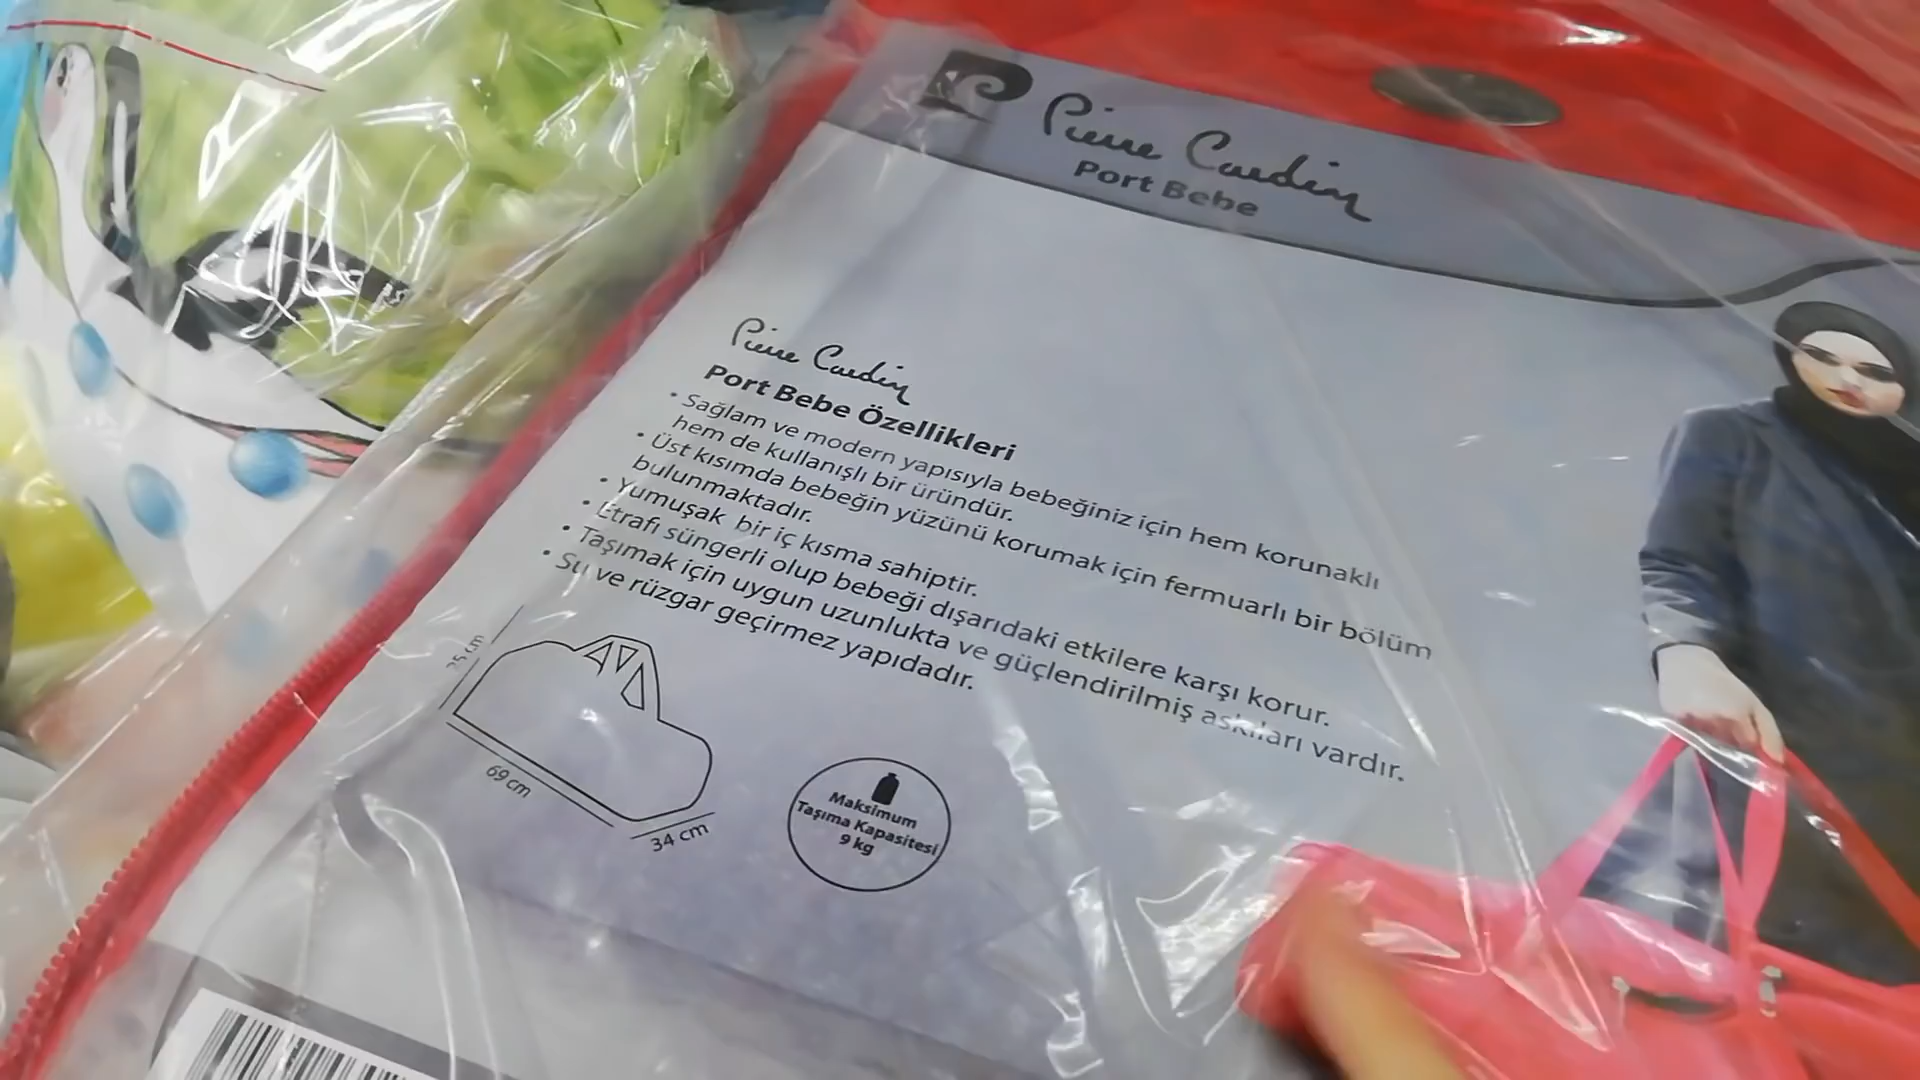 Pierre Cardin
Port Bebe
Pierre Cardin
Port Bebe Özellikleri
• Sağlam ve modern yapısıyla bebeğiniz için hem korunaklı
hem de kullanışlı bir üründür.
• Üst kısımda bebeğin yüzünü korumak için fermuarlı bir bölüm
bulunmaktadır.
• Yumuşak bir iç kısma sahiptir.
• Etrafı süngerli olup bebeği dışarıdaki etkilere karşı korur.
• Taşımak için uygun uzunlukta ve güçlendirilmiş askıları vardır.
• Su ve rüzgar geçirmez yapıdadır.
25 cm
69 cm
34 cm
Maksimum
Taşıma Kapasitesi
9 kg